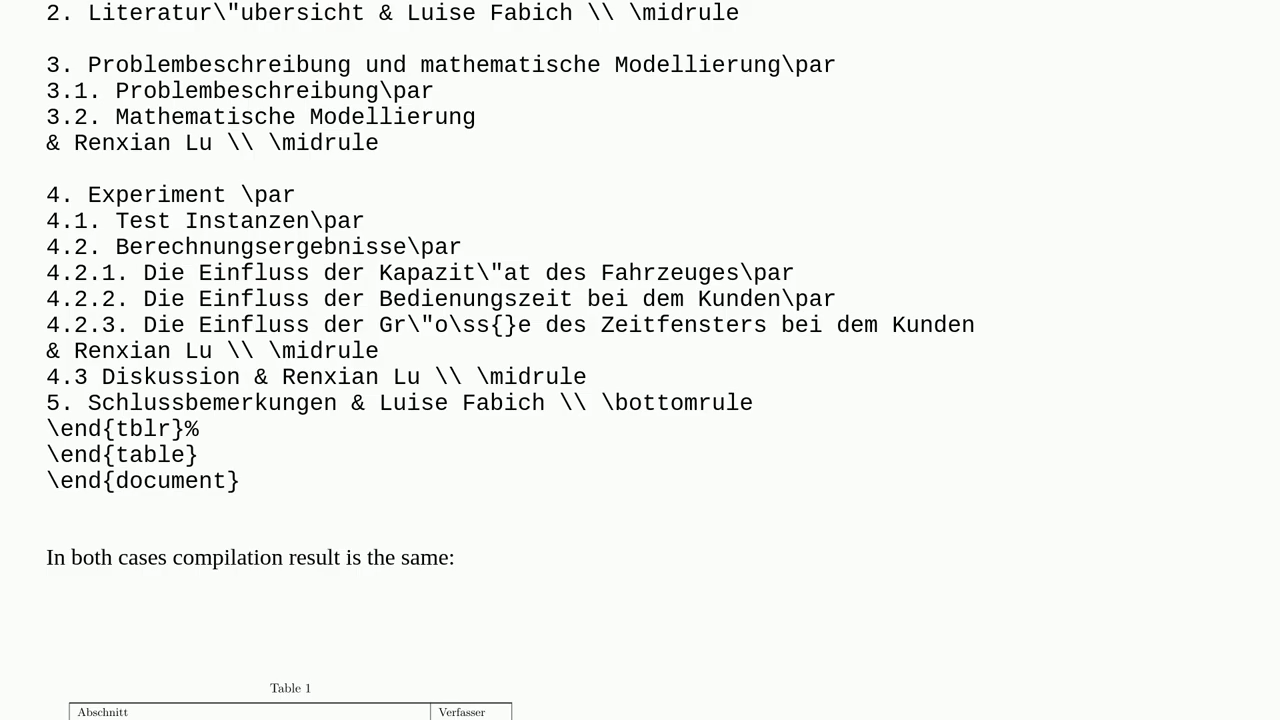 2. Literatur\"ubersicht & Luise Fabich \\ \midrule
3. Problembeschreibung und mathematische Modellierung\par
3.1. Problembeschreibung\par
3.2. Mathematische Modellierung
& Renxian Lu \\ \midrule
4. Experiment \par
4.1. Test Instanzen\par
4.2. Berechnungsergebnisse\par
4.2.1. Die Einfluss der Kapazit\"at des Fahrzeuges\par
4.2.2. Die Einfluss der Bedienungszeit bei dem Kunden\par
4.2.3. Die Einfluss der Gr\"o\ss{}e des Zeitfensters bei dem Kunden
& Renxian Lu \\ \midrule
4.3 Diskussion & Renxian Lu \\ \midrule
5. Schlussbemerkungen & Luise Fabich \\ \bottomrule
\end{tblr}%
\end{table}
\end{document}
In both cases compilation result is the same:
Table 1
Abschnitt Verfasser